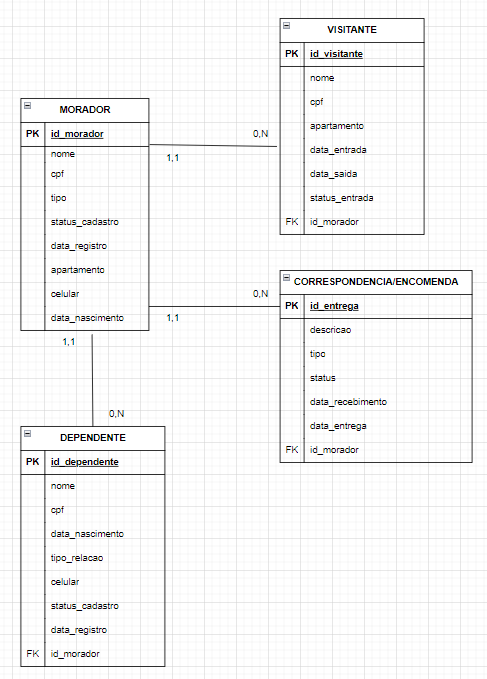 VISITANTE
PK id_visitante
nome
cpf
apartamento
data_entrada
data_saida
status_entrada
FK id_morador
MORADOR
PK id_morador
nome
cpf
tipo
status_cadastro
data_registro
apartamento
celular
data_nascimento
0,N
1,1
CORRESPONDENCIA/ENCOMENDA
PK id_entrega
descricao
tipo
status
data_recebimento
data_entrega
FK id_morador
0,N
1,1
1,1
0,N
DEPENDENTE
PK id_dependente
nome
cpf
data_nascimento
tipo_relacao
celular
status_cadastro
data_registro
FK id_morador